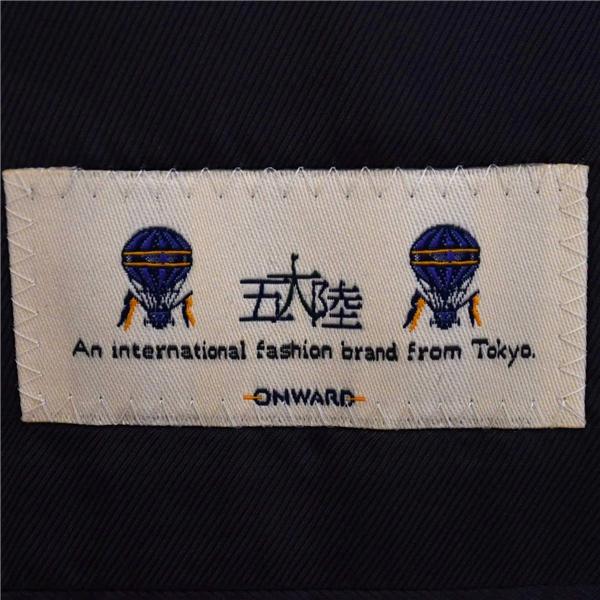 五大陸
An international fashion brand from Tokyo.
ONWARD